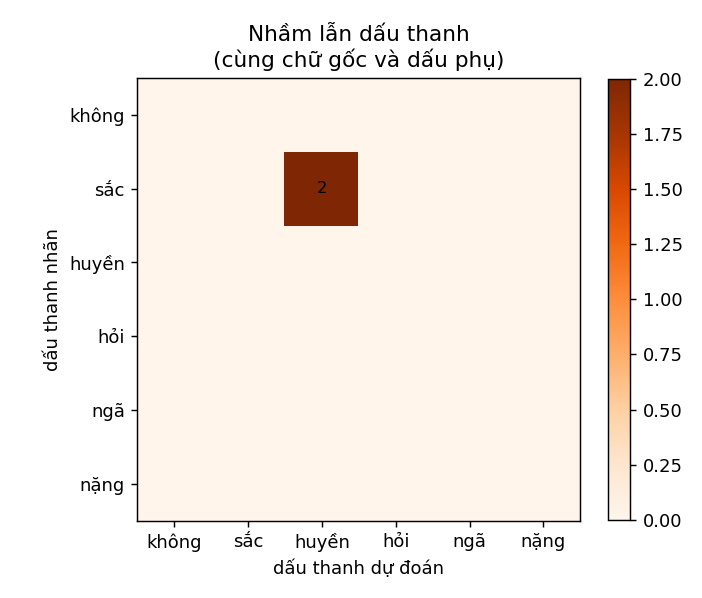 Nhầm lẫn dấu thanh
(cùng chữ gốc và dấu phụ)
2.00
1.75
1.50
1.25
1.00
0.75
0.50
0.25
0.00
dấu thanh nhãn
không
sắc
huyền
hỏi
ngã
nặng
2
không sắc huyền hỏi ngã nặng
dấu thanh dự đoán